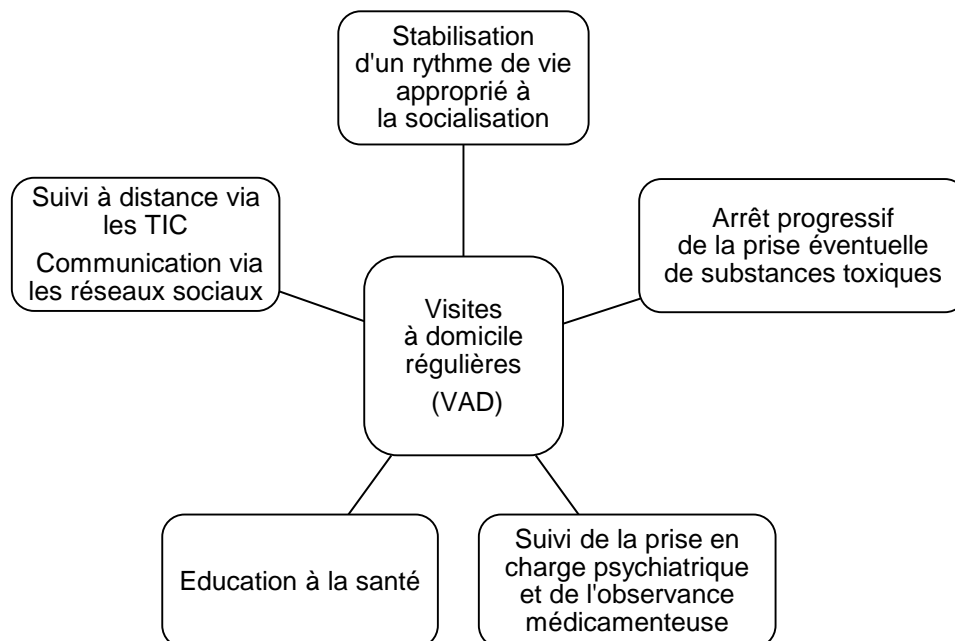 Stabilisation
d'un rythme de vie
approprié à
la socialisation
Suivi à distance via
les TIC
Communication via
les réseaux sociaux
Arrêt progressif
de la prise éventuelle
de substances toxiques
Visites
à domicile
régulières
(VAD)
Education à la santé
Suivi de la prise en
charge psychiatrique
et de l'observance
médicamenteuse